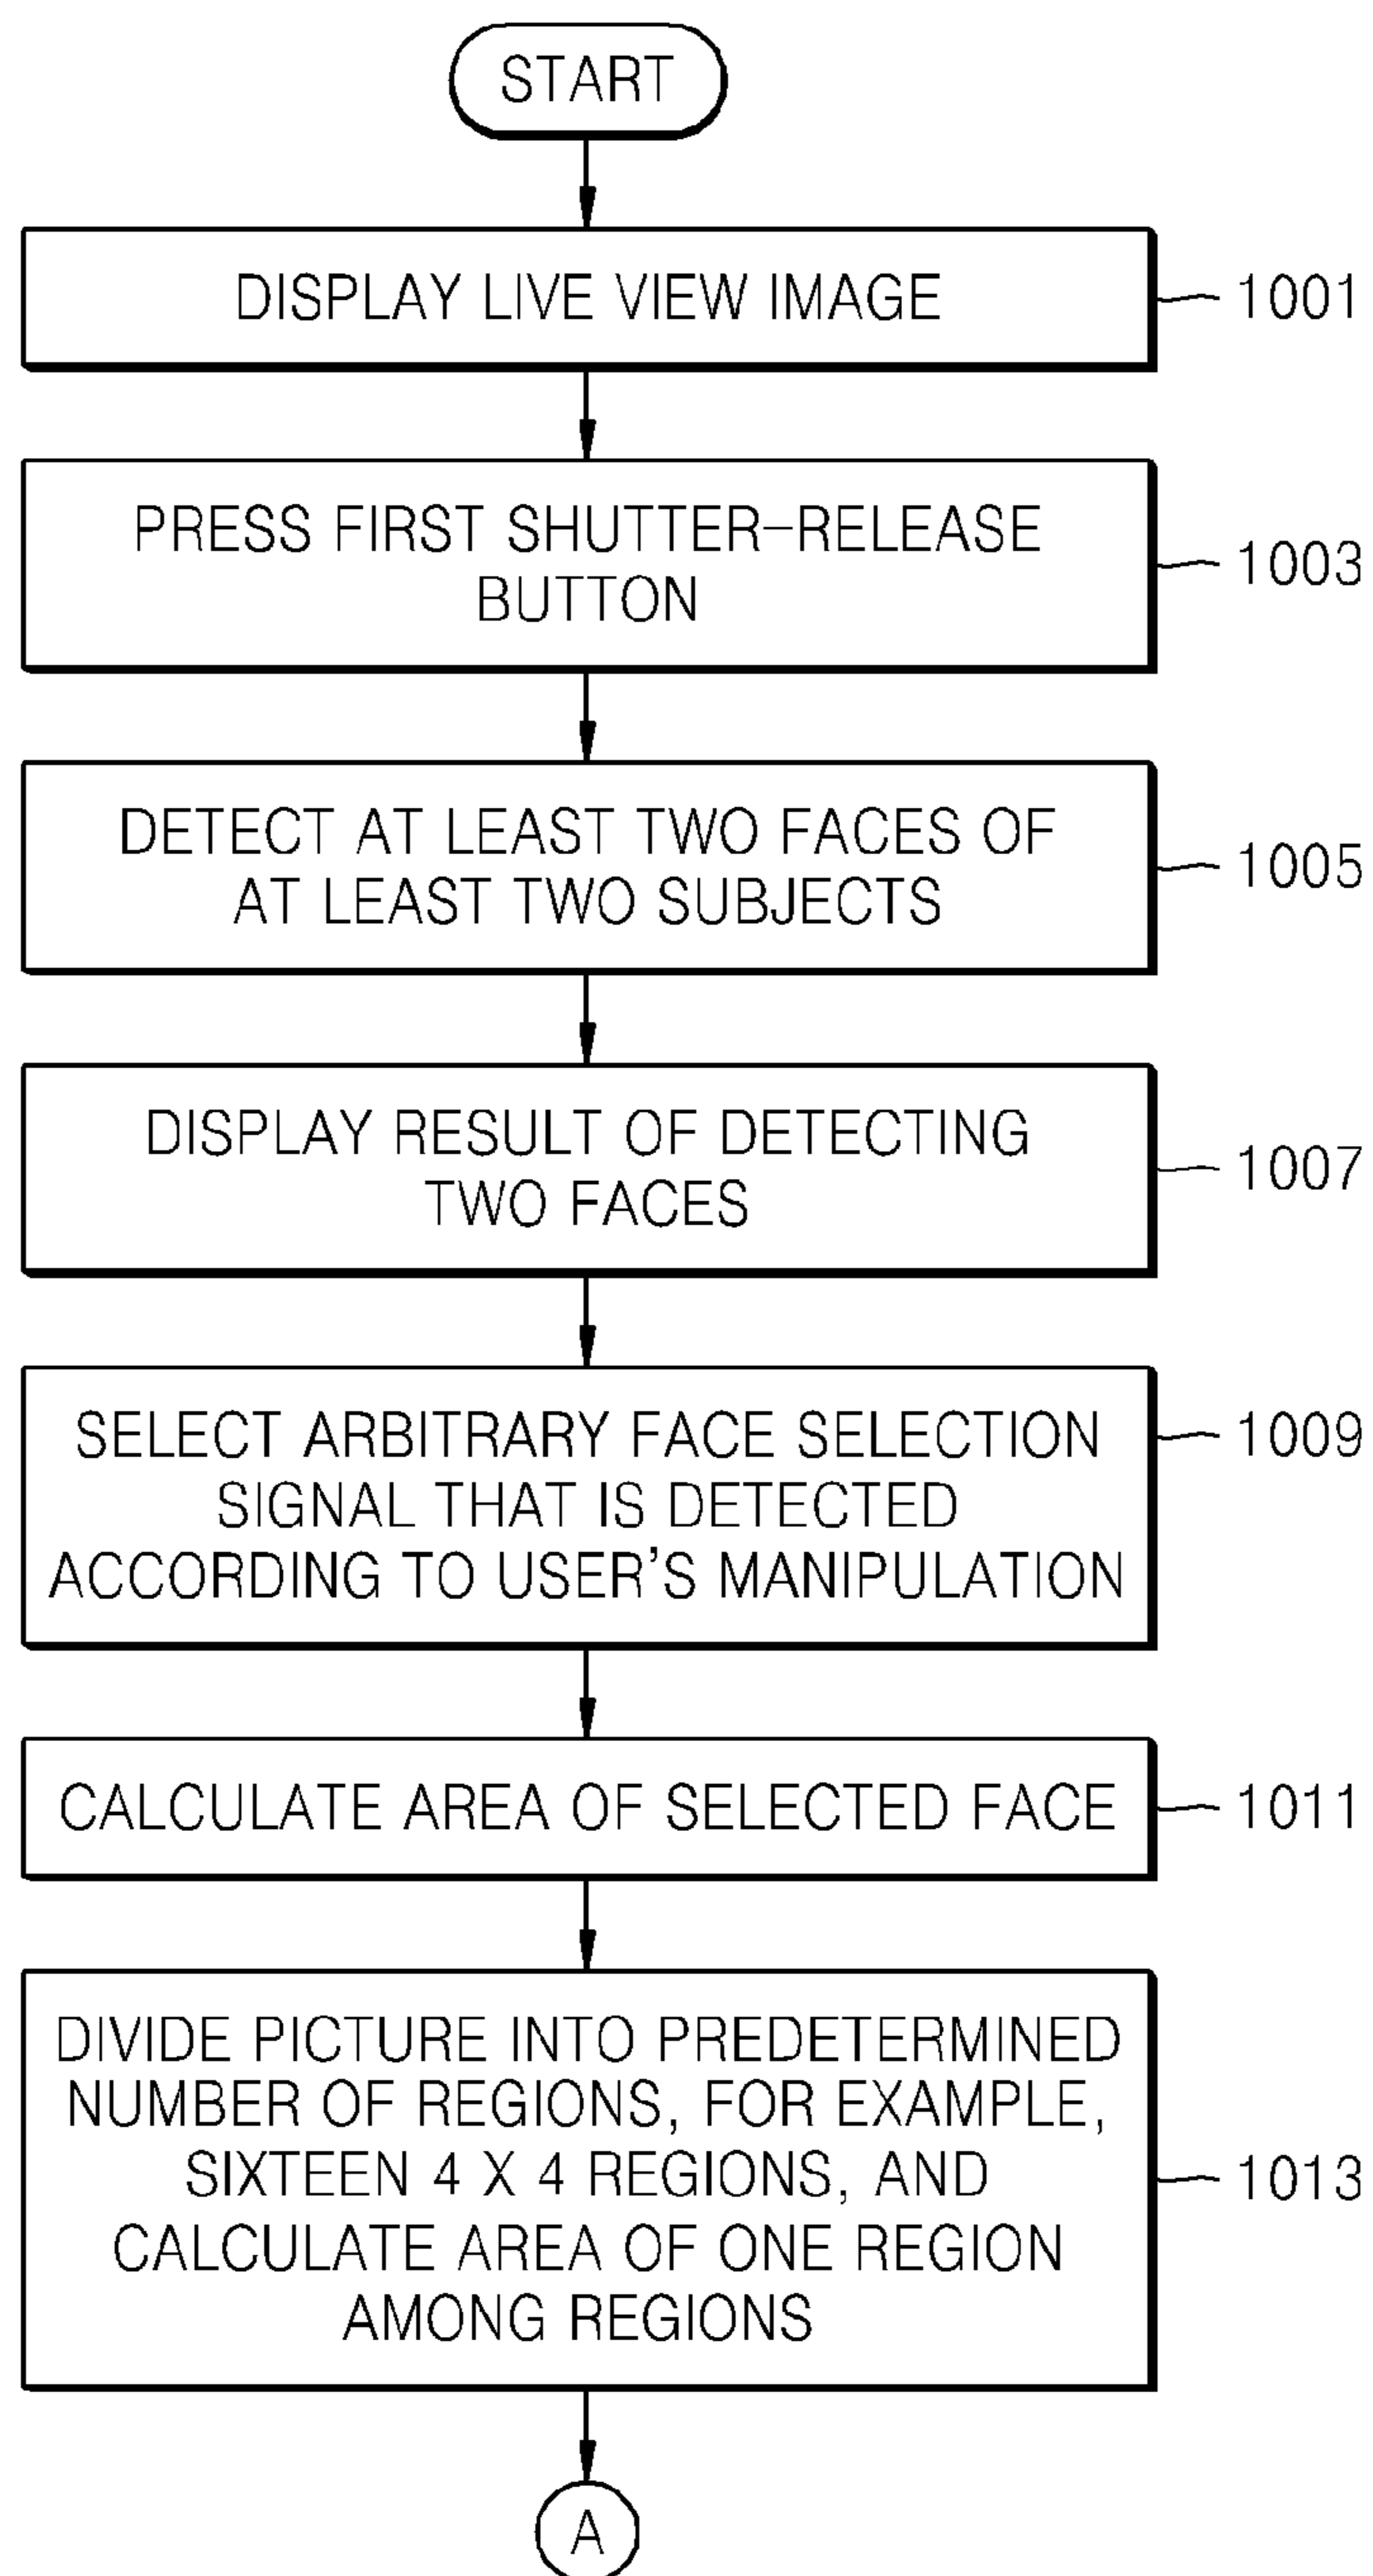 START
DISPLAY LIVE VIEW IMAGE
1001
PRESS FIRST SHUTTER-RELEASE
BUTTON
1003
DETECT AT LEAST TWO FACES OF
AT LEAST TWO SUBJECTS
1005
DISPLAY RESULT OF DETECTING
TWO FACES
1007
SELECT ARBITRARY FACE SELECTION
SIGNAL THAT IS DETECTED
ACCORDING TO USER'S MANIPULATION
1009
CALCULATE AREA OF SELECTED FACE
1011
DIVIDE PICTURE INTO PREDETERMINED
NUMBER OF REGIONS, FOR EXAMPLE,
SIXTEEN 4 X 4 REGIONS, AND
CALCULATE AREA OF ONE REGION
AMONG REGIONS
1013
A